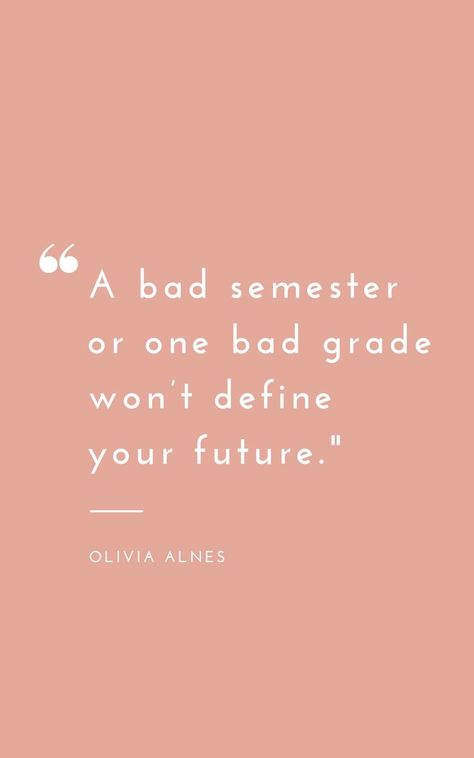 “A bad semester
or one bad grade
won't define
your future."
OLIVIA ALNES